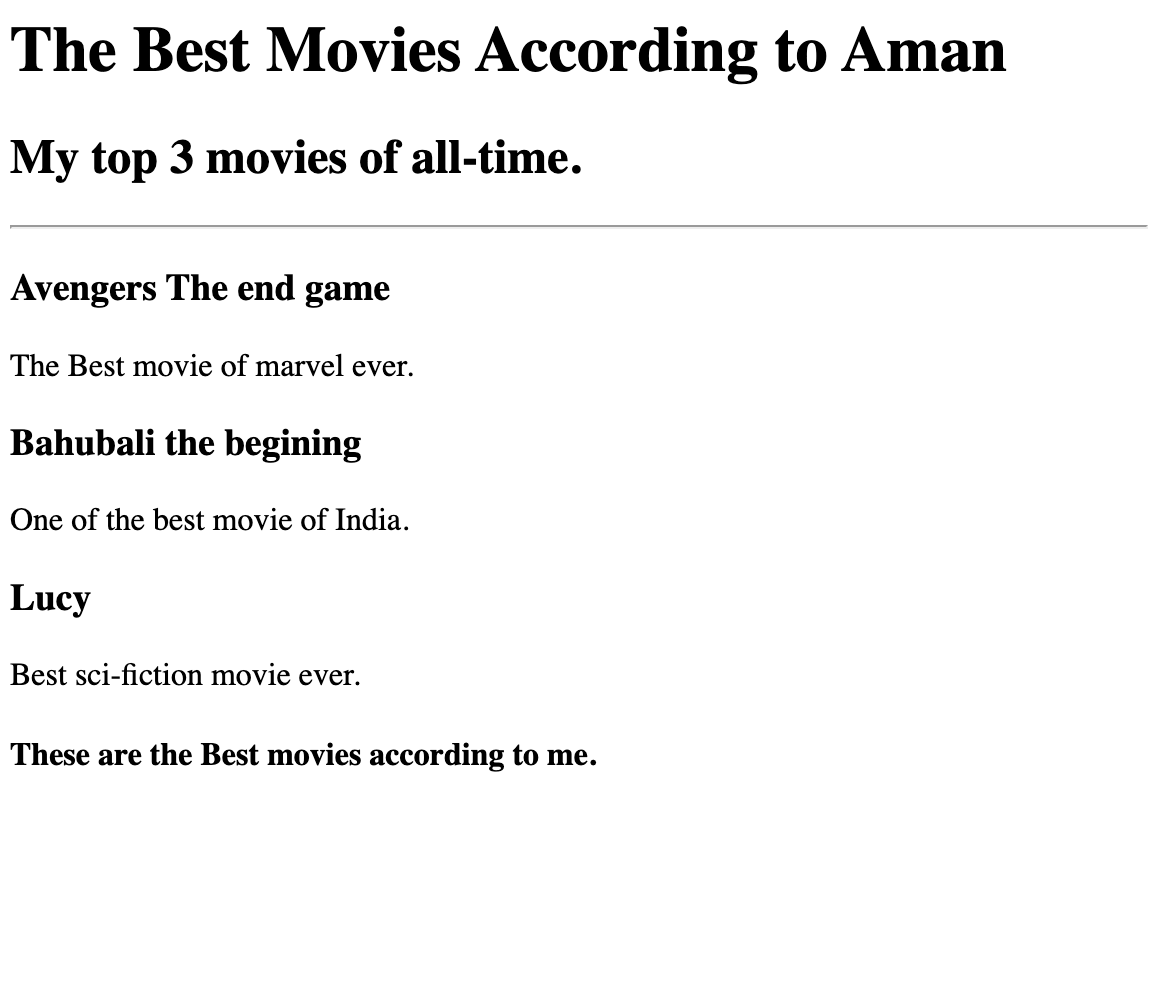 The Best Movies According to Aman
My top 3 movies of all-time.
Avengers The end game
The Best movie of marvel ever.
Bahubali the begining
One of the best movie of India.
Lucy
Best sci-fiction movie ever.
These are the Best movies according to me.